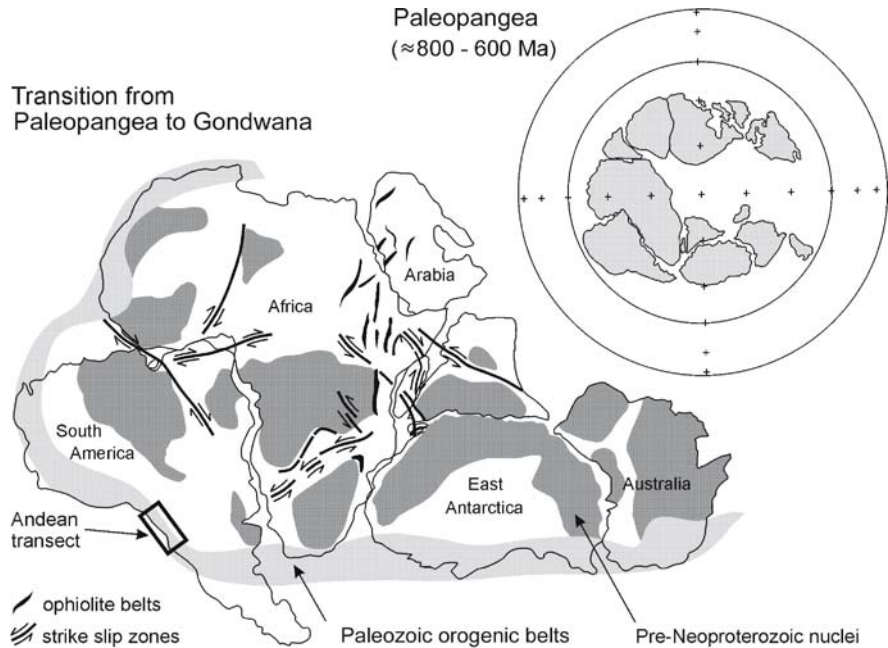 Paleopangea
(≈800 - 600 Ma)
Transition from
Paleopangea to Gondwana
Arabia
Africa
South
America
East
Antarctica
Australia
Andean
transect
ophiolite belts
strike slip zones
Paleozoic orogenic belts
Pre-Neoproterozoic nuclei